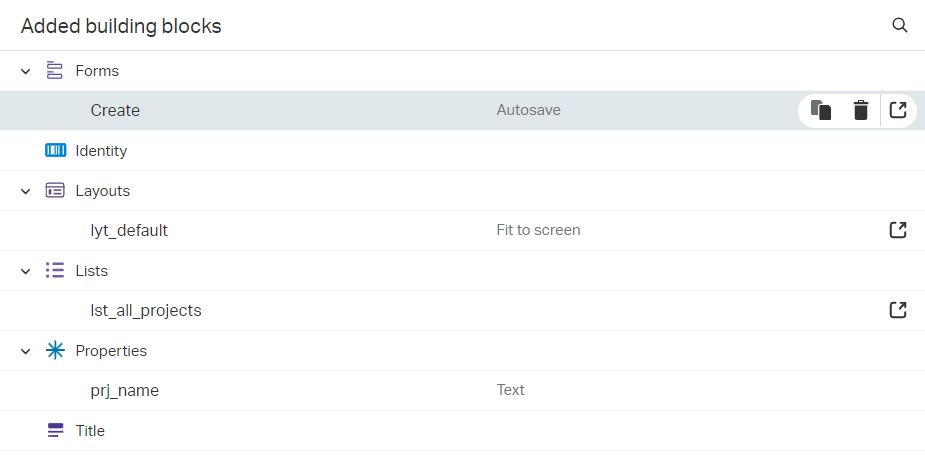 Added building blocks
Forms
Create Autosave
Identity
Layouts
lyt_default Fit to screen
Lists
lst_all_projects
Properties
prj_name Text
Title